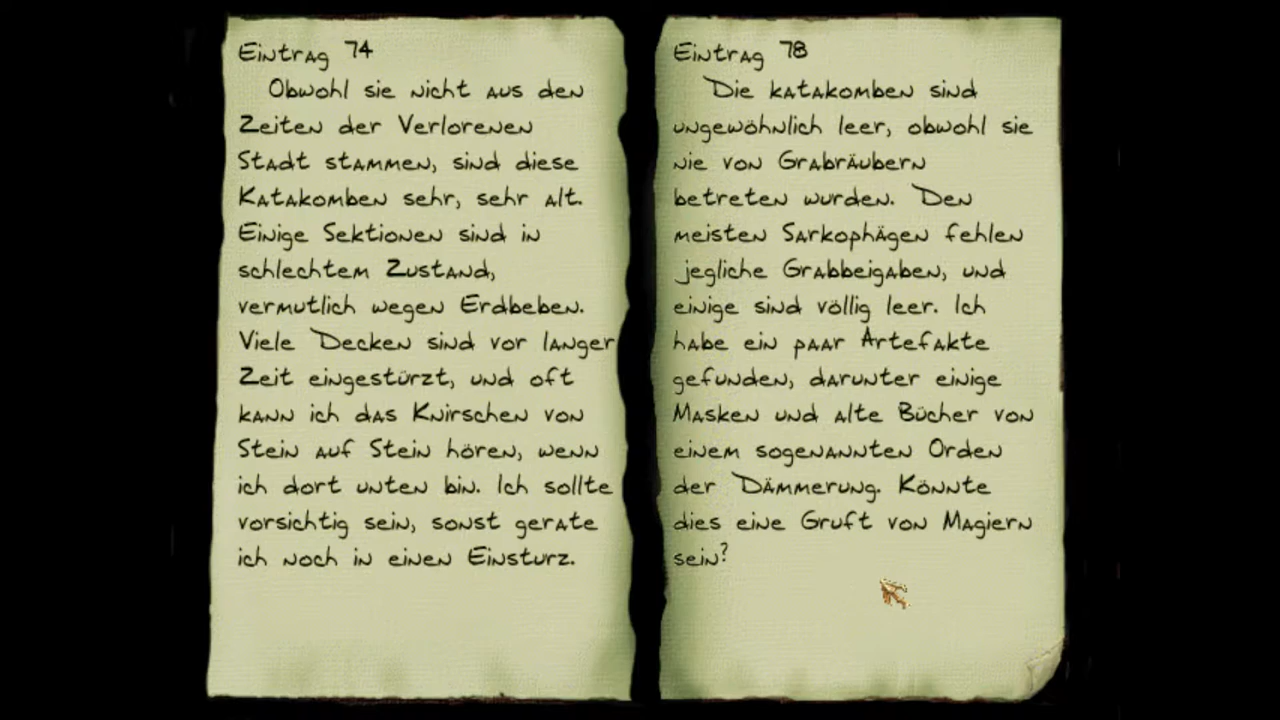 Eintrag 74
Obwohl sie nicht aus den
Zeiten der Verlorenen
Stadt stammen, sind diese
Katakomben sehr, sehr alt.
Einige Sektionen sind in
schlechtem Zustand,
vermutlich wegen Erdbeben.
Viele Decken sind vor langer
Zeit eingestürzt, und oft
kann ich das Knirschen von
Stein auf Stein hören, wenn
ich dort unten bin. Ich sollte
vorsichtig sein, sonst gerate
ich noch in einen Einsturz.
Eintrag 78
Die katakomben sind
ungewöhnlich leer, obwohl sie
nie von Grabräubern
betreten wurden. Den
meisten Sarkophägen fehlen
jegliche Grabbeigaben, und
einige sind völlig leer. Ich
habe ein paar Artefakte
gefunden, darunter einige
Masken und alte Bücher von
einem sogenannten Orden
der Dämmerung. Könnte
dies eine Gruft von Magiern
sein?